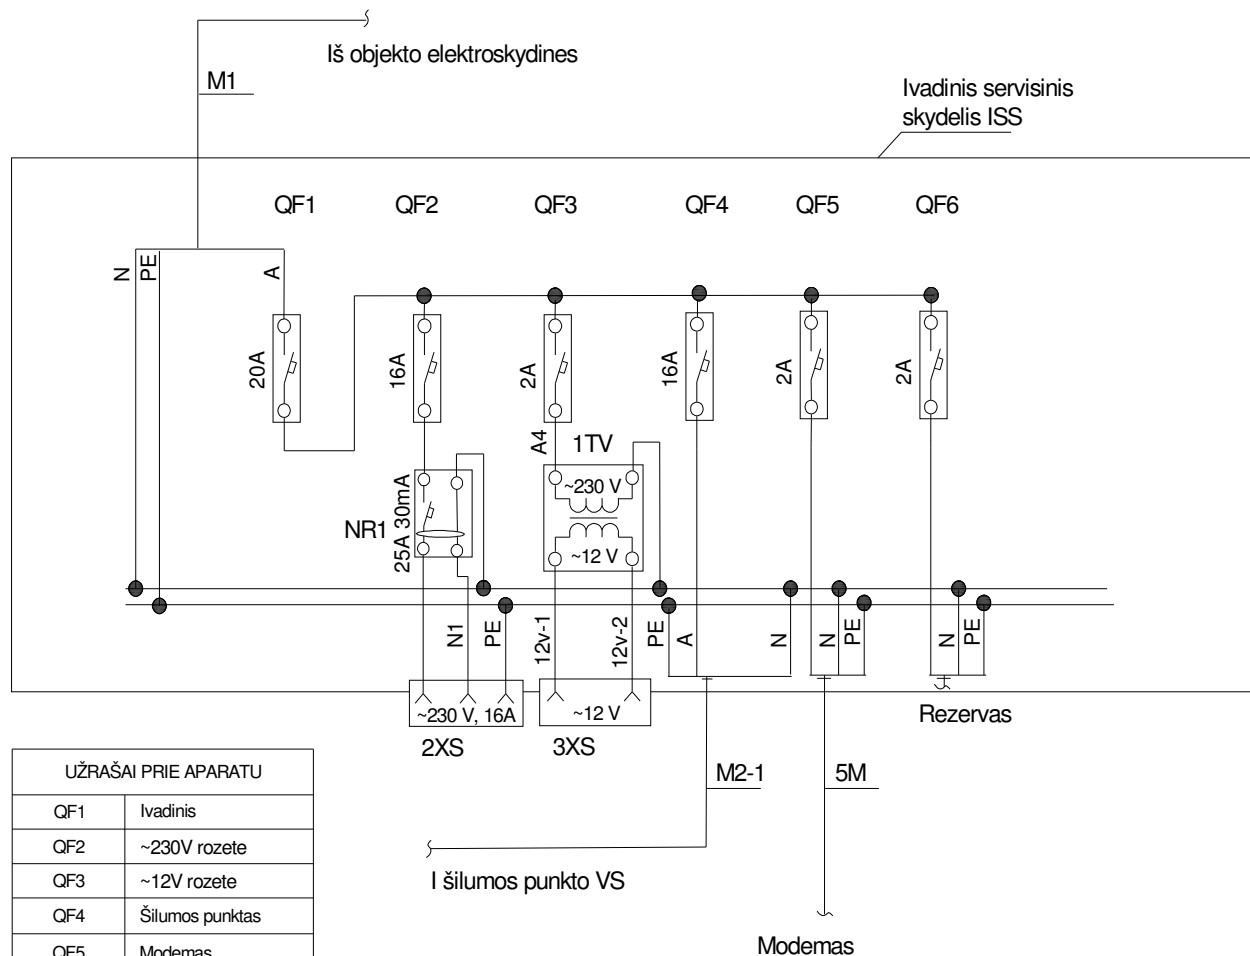 Iš objekto elektroskydines
M1
Ivadinis servisinis
skydelis ISS
QF1
QF2
QF3
QF4
QF5
QF6
N
PE
A
20A
16A
2A
16A
2A
2A
A4
1TV
~230 V
~12 V
NR1
25A 30mA
N1
PE
12v-1
12v-2
PE
A
N
N
PE
N
PE
~230 V, 16A
~12 V
2XS
3XS
Rezervas
M2-1
5M
I šilumos punkto VS
Modemas
UŽRAŠAI PRIE APARATU
QF1 Ivadinis
QF2 ~230V rozete
QF3 ~12V rozete
QF4 Šilumos punktas
QF5 Modemas